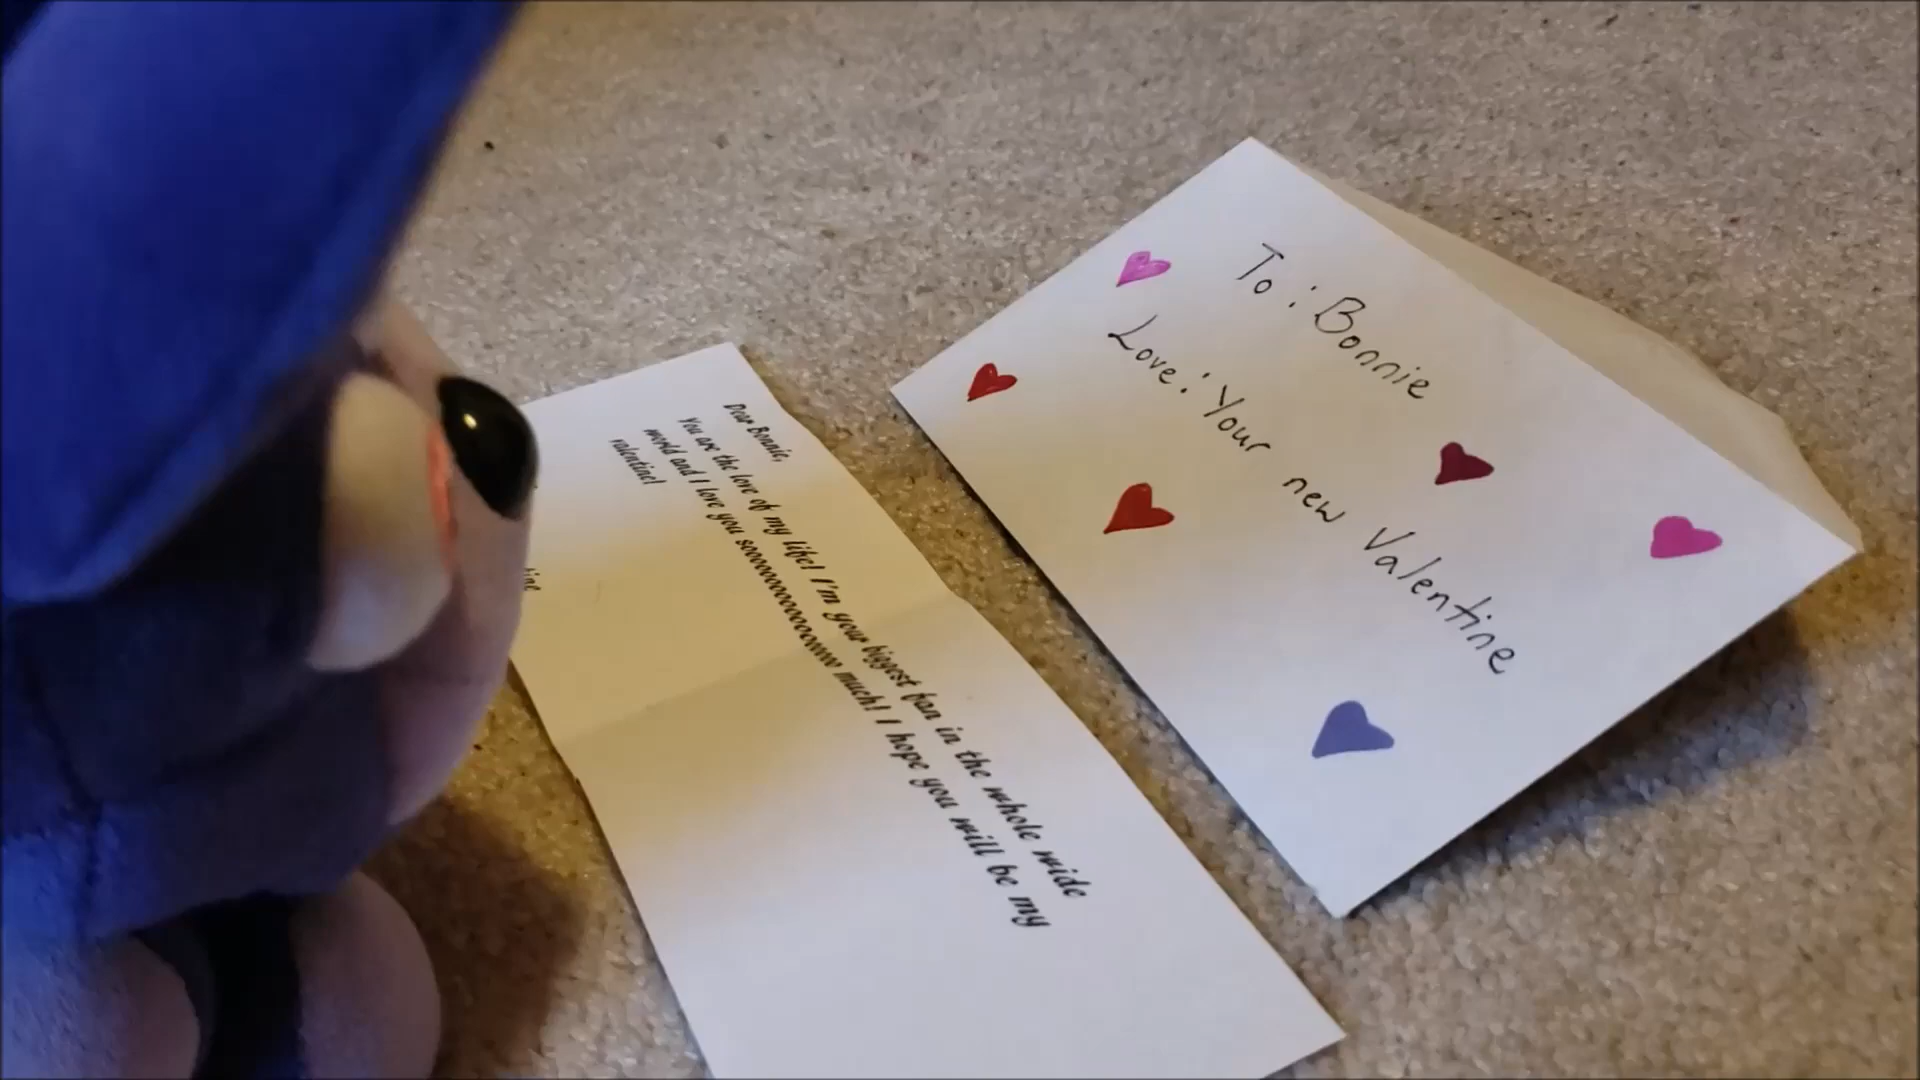 To: Bonnie
Love: Your new Valentine
Dear Bonnie,
You are the love of my life! I'm your biggest fan in the whole wide
world and I love you soooooooooooooooo much! I hope you will be my
valentine!